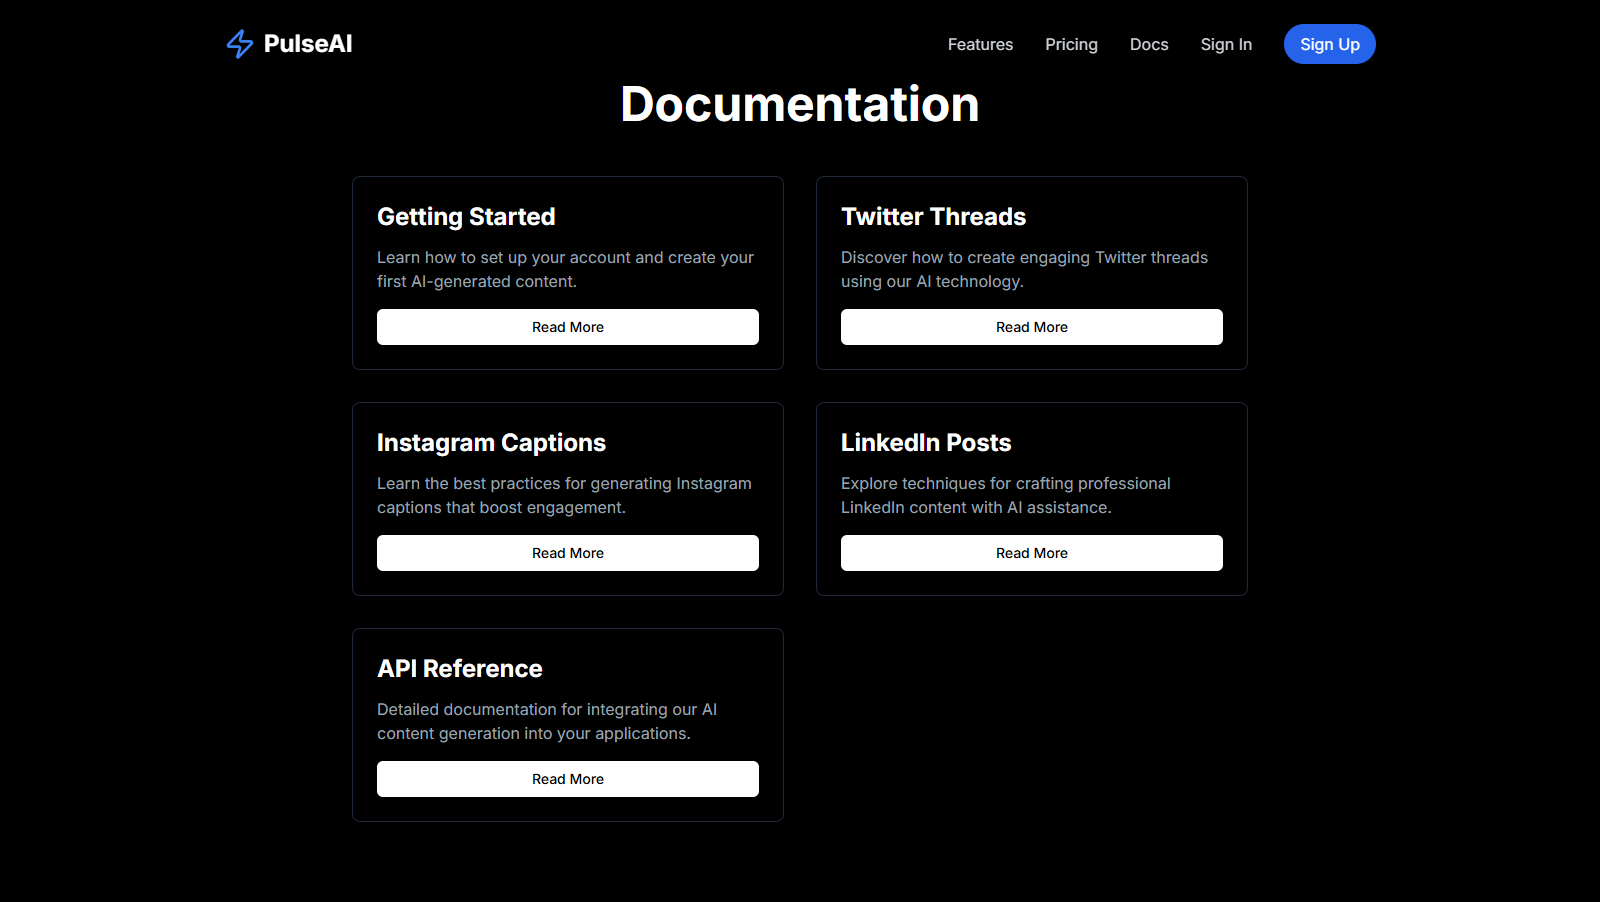 PulseAI
Features
Pricing
Docs
Sign In
Sign Up
Documentation
Getting Started
Learn how to set up your account and create your
first AI-generated content.
Read More
Twitter Threads
Discover how to create engaging Twitter threads
using our AI technology.
Read More
Instagram Captions
Learn the best practices for generating Instagram
captions that boost engagement.
Read More
LinkedIn Posts
Explore techniques for crafting professional
LinkedIn content with AI assistance.
Read More
API Reference
Detailed documentation for integrating our AI
content generation into your applications.
Read More